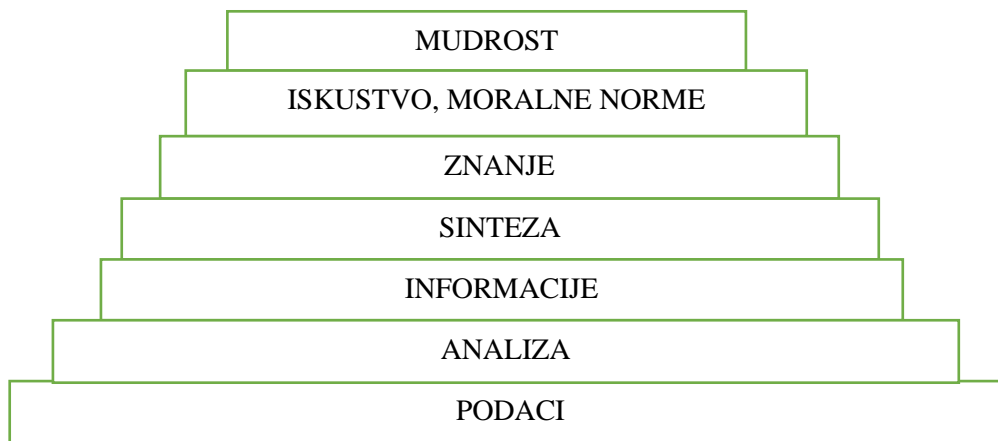 MUDROST
ISKUSTVO, MORALNE NORME
ZNANJE
SINTEZA
INFORMACIJE
ANALIZA
PODACI